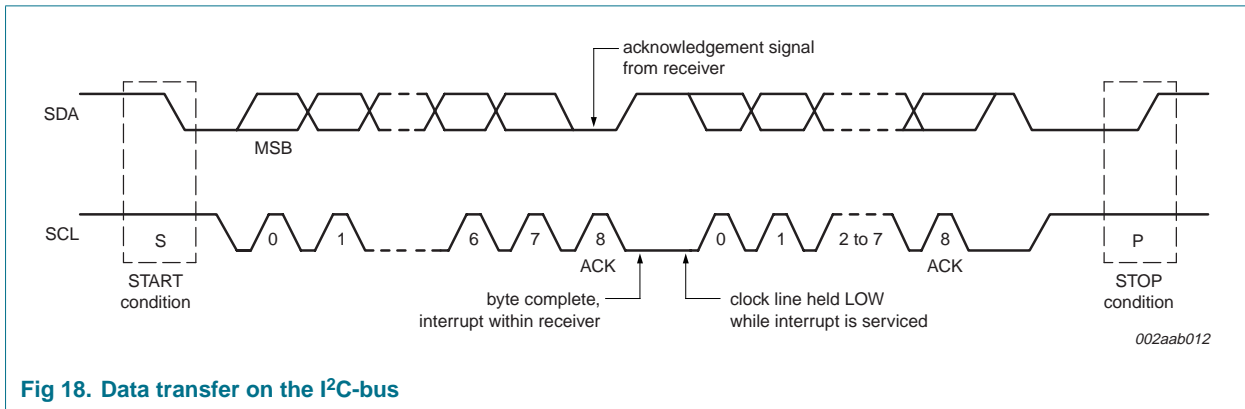 acknowledgement signal
from receiver
SDA
MSB
SCL
S
0
1
6
7
8
0
1
2 to 7
8
P
ACK
ACK
START
condition
byte complete,
interrupt within receiver
clock line held LOW
while interrupt is serviced
STOP
condition
002aab012
Fig 18. Data transfer on the I²C-bus